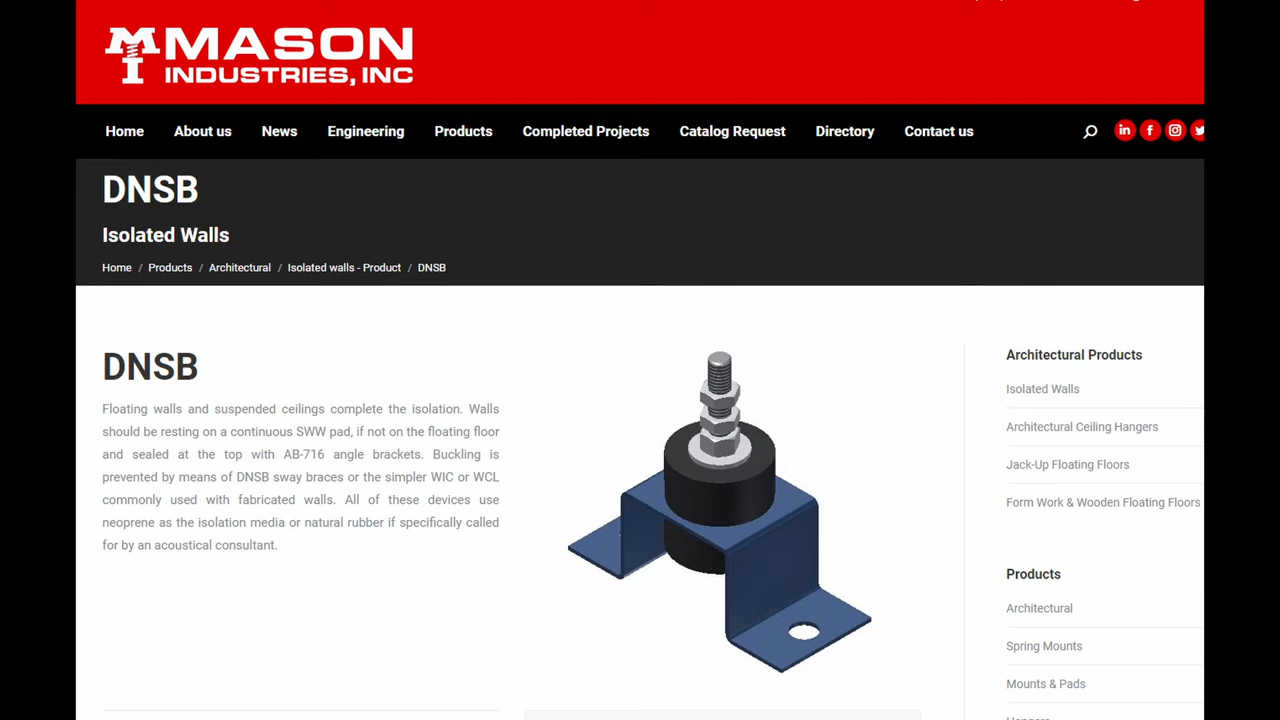 MASON
INDUSTRIES, INC
Home About us News Engineering Products Completed Projects Catalog Request Directory Contact us
DNSB
Isolated Walls
Home / Products / Architectural / Isolated walls - Product / DNSB
DNSB
Floating walls and suspended ceilings complete the isolation. Walls
should be resting on a continuous SWW pad, if not on the floating floor
and sealed at the top with AB-716 angle brackets. Buckling is
prevented by means of DNSB sway braces or the simpler WIC or WCL
commonly used with fabricated walls. All of these devices use
neoprene as the isolation media or natural rubber if specifically called
for by an acoustical consultant.
Architectural Products
Isolated Walls
Architectural Ceiling Hangers
Jack-Up Floating Floors
Form Work & Wooden Floating Floors
Products
Architectural
Spring Mounts
Mounts & Pads